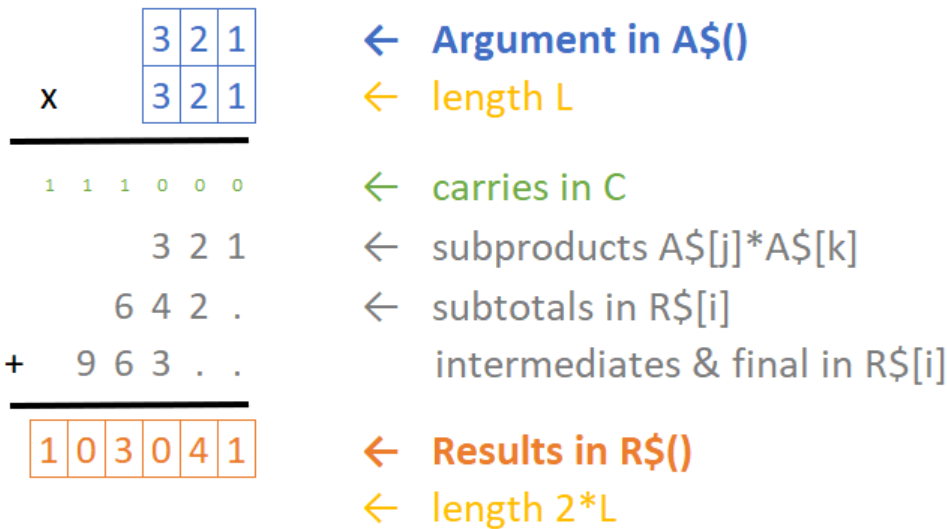 3 2 1 ← Argument in A$()
x 3 2 1 ← length L
1 1 1 0 0 0 ← carries in C
3 2 1 ← subproducts A$[j]*A$[k]
6 4 2 . ← subtotals in R$[i]
+ 9 6 3 . . intermediates & final in R$[i]
1 0 3 0 4 1 ← Results in R$()
← length 2*L